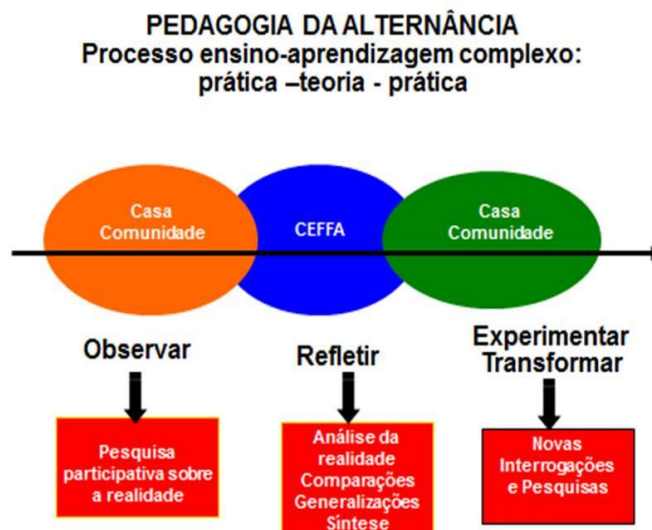 PEDAGOGIA DA ALTERNÂNCIA
Processo ensino-aprendizagem complexo:
prática –teoria - prática
Casa
Comunidade
CEFFA
Casa
Comunidade
Observar
Refletir
Experimentar
Transformar
Pesquisa
participativa sobre
a realidade
Análise da
realidade
Comparações
Generalizações
Síntese
Novas
Interrogações
e Pesquisas